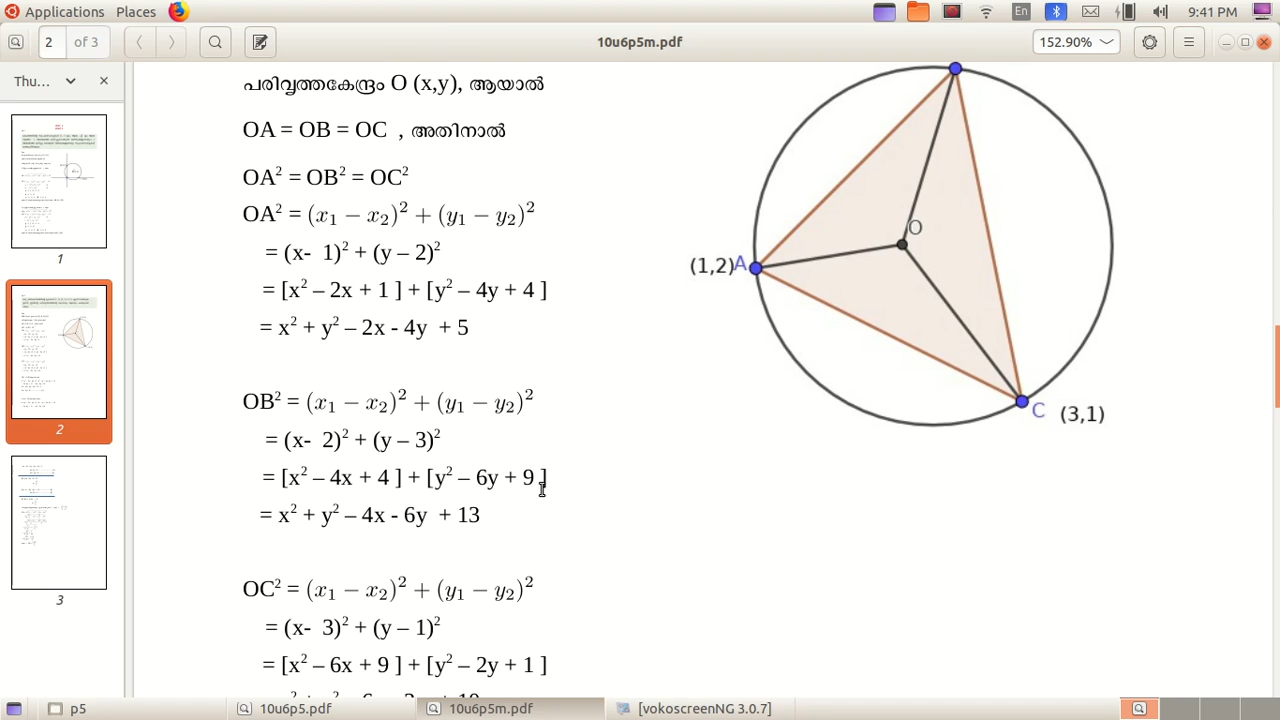 Applications Places En 9:41 PM
2 of 3 10u6p5m.pdf 152.90%
Thu...
1
2
3
പരിവൃത്തകേന്ദ്രം O (x,y), ആയാൽ
OA = OB = OC , അതിനാൽ
OA² = OB² = OC²
OA² = (x₁ − x₂)² + (y₁ − y₂)²
= (x- 1)² + (y – 2)²
= [x² – 2x + 1 ] + [y² – 4y + 4 ]
= x² + y² – 2x - 4y + 5
OB² = (x₁ − x₂)² + (y₁ − y₂)²
= (x- 2)² + (y – 3)²
= [x² – 4x + 4 ] + [y² – 6y + 9 ]
= x² + y² – 4x - 6y + 13
OC² = (x₁ − x₂)² + (y₁ − y₂)²
= (x- 3)² + (y – 1)²
= [x² – 6x + 9 ] + [y² – 2y + 1 ]
O
(1,2) A
C (3,1)
p5 10u6p5.pdf 10u6p5m.pdf [vokoscreenNG 3.0.7]